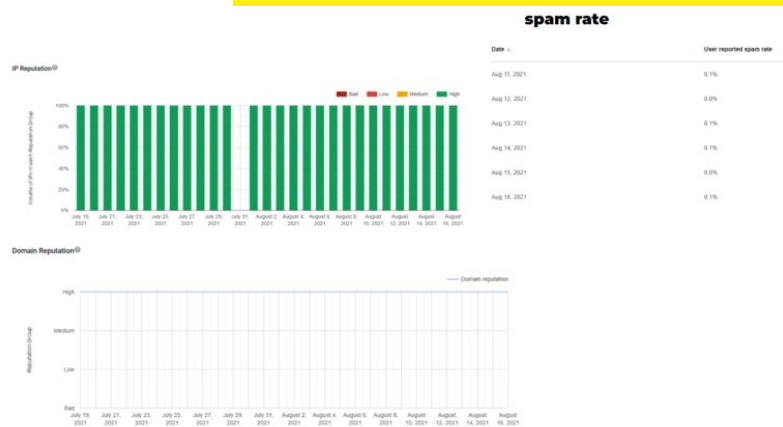 spam rate
Date
User reported spam rate
Aug 11, 2021
0.1%
Aug 12, 2021
0.0%
Aug 13, 2021
0.1%
Aug 14, 2021
0.1%
Aug 15, 2021
0.0%
Aug 16, 2021
0.1%
IP Reputation
Bad Low Medium High
Volume of IPs in each Reputation Group
100%
80%
60%
40%
20%
0%
July 19, 2021 July 21, 2021 July 23, 2021 July 25, 2021 July 27, 2021 July 29, 2021 July 31, 2021 August 2, 2021 August 4, 2021 August 6, 2021 August 8, 2021 August 10, 2021 August 12, 2021 August 14, 2021 August 16, 2021
Domain Reputation
Domain reputation
Reputation Group
High
Medium
Low
Bad
July 19, 2021 July 21, 2021 July 23, 2021 July 25, 2021 July 27, 2021 July 29, 2021 July 31, 2021 August 2, 2021 August 4, 2021 August 6, 2021 August 8, 2021 August 10, 2021 August 12, 2021 August 14, 2021 August 16, 2021